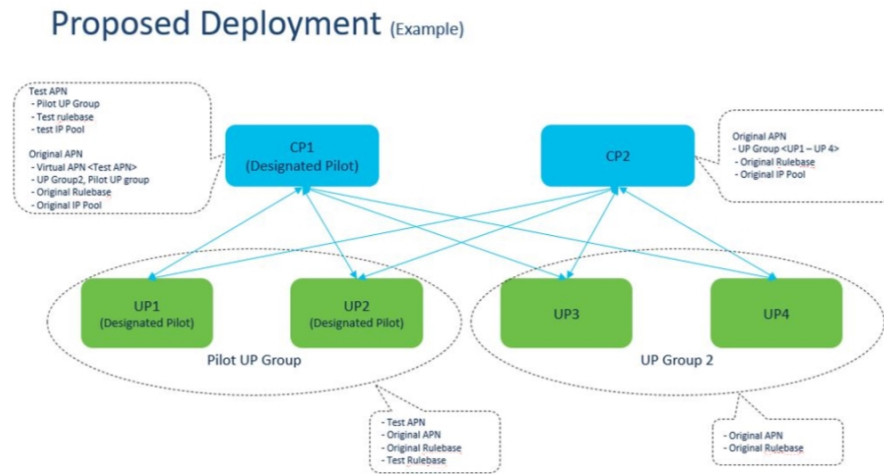 Proposed Deployment (Example)
Test APN
- Pilot UP Group
- Test rulebase
- test IP Pool
Original APN
- Virtual APN <Test APN>
- UP Group2, Pilot UP group
- Original Rulebase
- Original IP Pool
CP1
(Designated Pilot)
CP2
Original APN
- UP Group <UP1 – UP 4>
- Original Rulebase
- Original IP Pool
UP1
(Designated Pilot)
UP2
(Designated Pilot)
UP3
UP4
Pilot UP Group
UP Group 2
- Test APN
- Original APN
- Original Rulebase
- Test Rulebase
- Original APN
- Original Rulebase